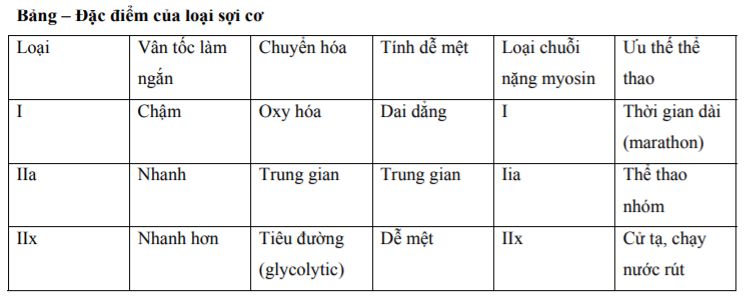 Bảng – Đặc điểm của loại sợi cơ
Loại Vân tốc làm ngắn Chuyển hóa Tính dễ mệt Loại chuỗi nặng myosin Ưu thế thể thao
I Chậm Oxy hóa Dai dẳng I Thời gian dài (marathon)
IIa Nhanh Trung gian Trung gian Iia Thể thao nhóm
IIx Nhanh hơn Tiêu đường (glycolytic) Dễ mệt IIx Cử tạ, chạy nước rút